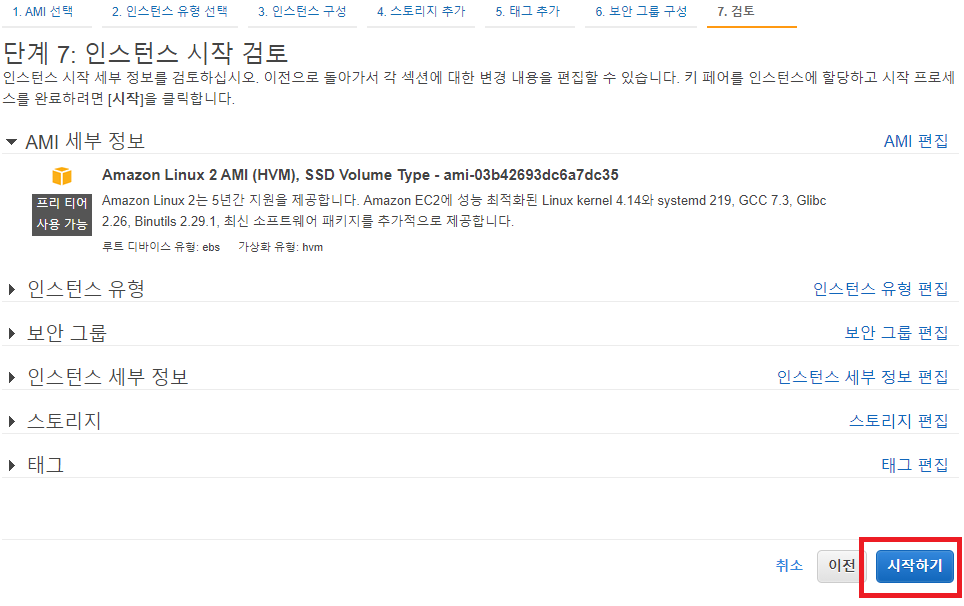 1. AMI 선택 2. 인스턴스 유형 선택 3. 인스턴스 구성 4. 스토리지 추가 5. 태그 추가 6. 보안 그룹 구성 7. 검토
단계 7: 인스턴스 시작 검토
인스턴스 시작 세부 정보를 검토하십시오. 이전으로 돌아가서 각 섹션에 대한 변경 내용을 편집할 수 있습니다. 키 페어를 인스턴스에 할당하고 시작 프로세
스를 완료하려면 [시작]을 클릭합니다.
AMI 세부 정보 AMI 편집
Amazon Linux 2 AMI (HVM), SSD Volume Type - ami-03b42693dc6a7dc35
프리 티어
사용 가능
Amazon Linux 2는 5년간 지원을 제공합니다. Amazon EC2에 성능 최적화된 Linux kernel 4.14와 systemd 219, GCC 7.3, Glibc
2.26, Binutils 2.29.1, 최신 소프트웨어 패키지를 추가적으로 제공합니다.
루트 디바이스 유형: ebs 가상화 유형: hvm
인스턴스 유형 인스턴스 유형 편집
보안 그룹 보안 그룹 편집
인스턴스 세부 정보 인스턴스 세부 정보 편집
스토리지 스토리지 편집
태그 태그 편집
취소 이전 시작하기